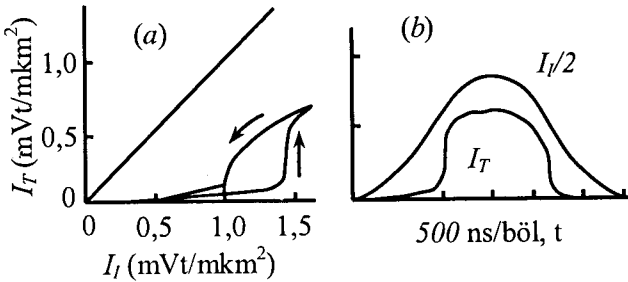 (a)
I_T (mVt/mkm²)
1,0
0,5
0
0 0,5 1,0 1,5
I_I (mVt/mkm²)
(b)
I_I/2
I_T
500 ns/böl, t